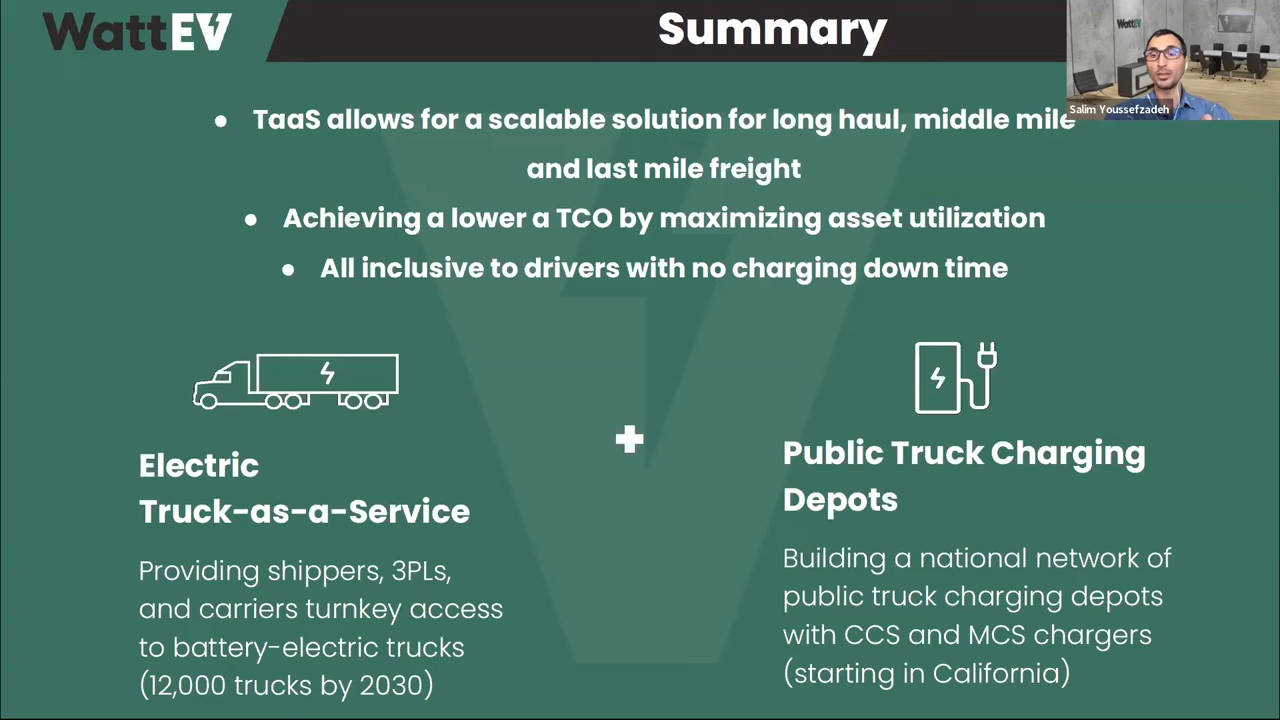 WattEV
Summary
WattEV
Salim Youssefzadeh
● TaaS allows for a scalable solution for long haul, middle mile
and last mile freight
● Achieving a lower a TCO by maximizing asset utilization
● All inclusive to drivers with no charging down time
Electric
Truck-as-a-Service
Providing shippers, 3PLs,
and carriers turnkey access
to battery-electric trucks
(12,000 trucks by 2030)
Public Truck Charging
Depots
Building a national network of
public truck charging depots
with CCS and MCS chargers
(starting in California)